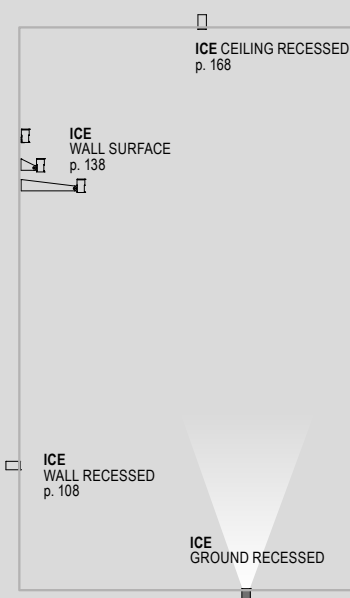 ICE CEILING RECESSED
p. 168
ICE
WALL SURFACE
p. 138
ICE
WALL RECESSED
p. 108
ICE
GROUND RECESSED